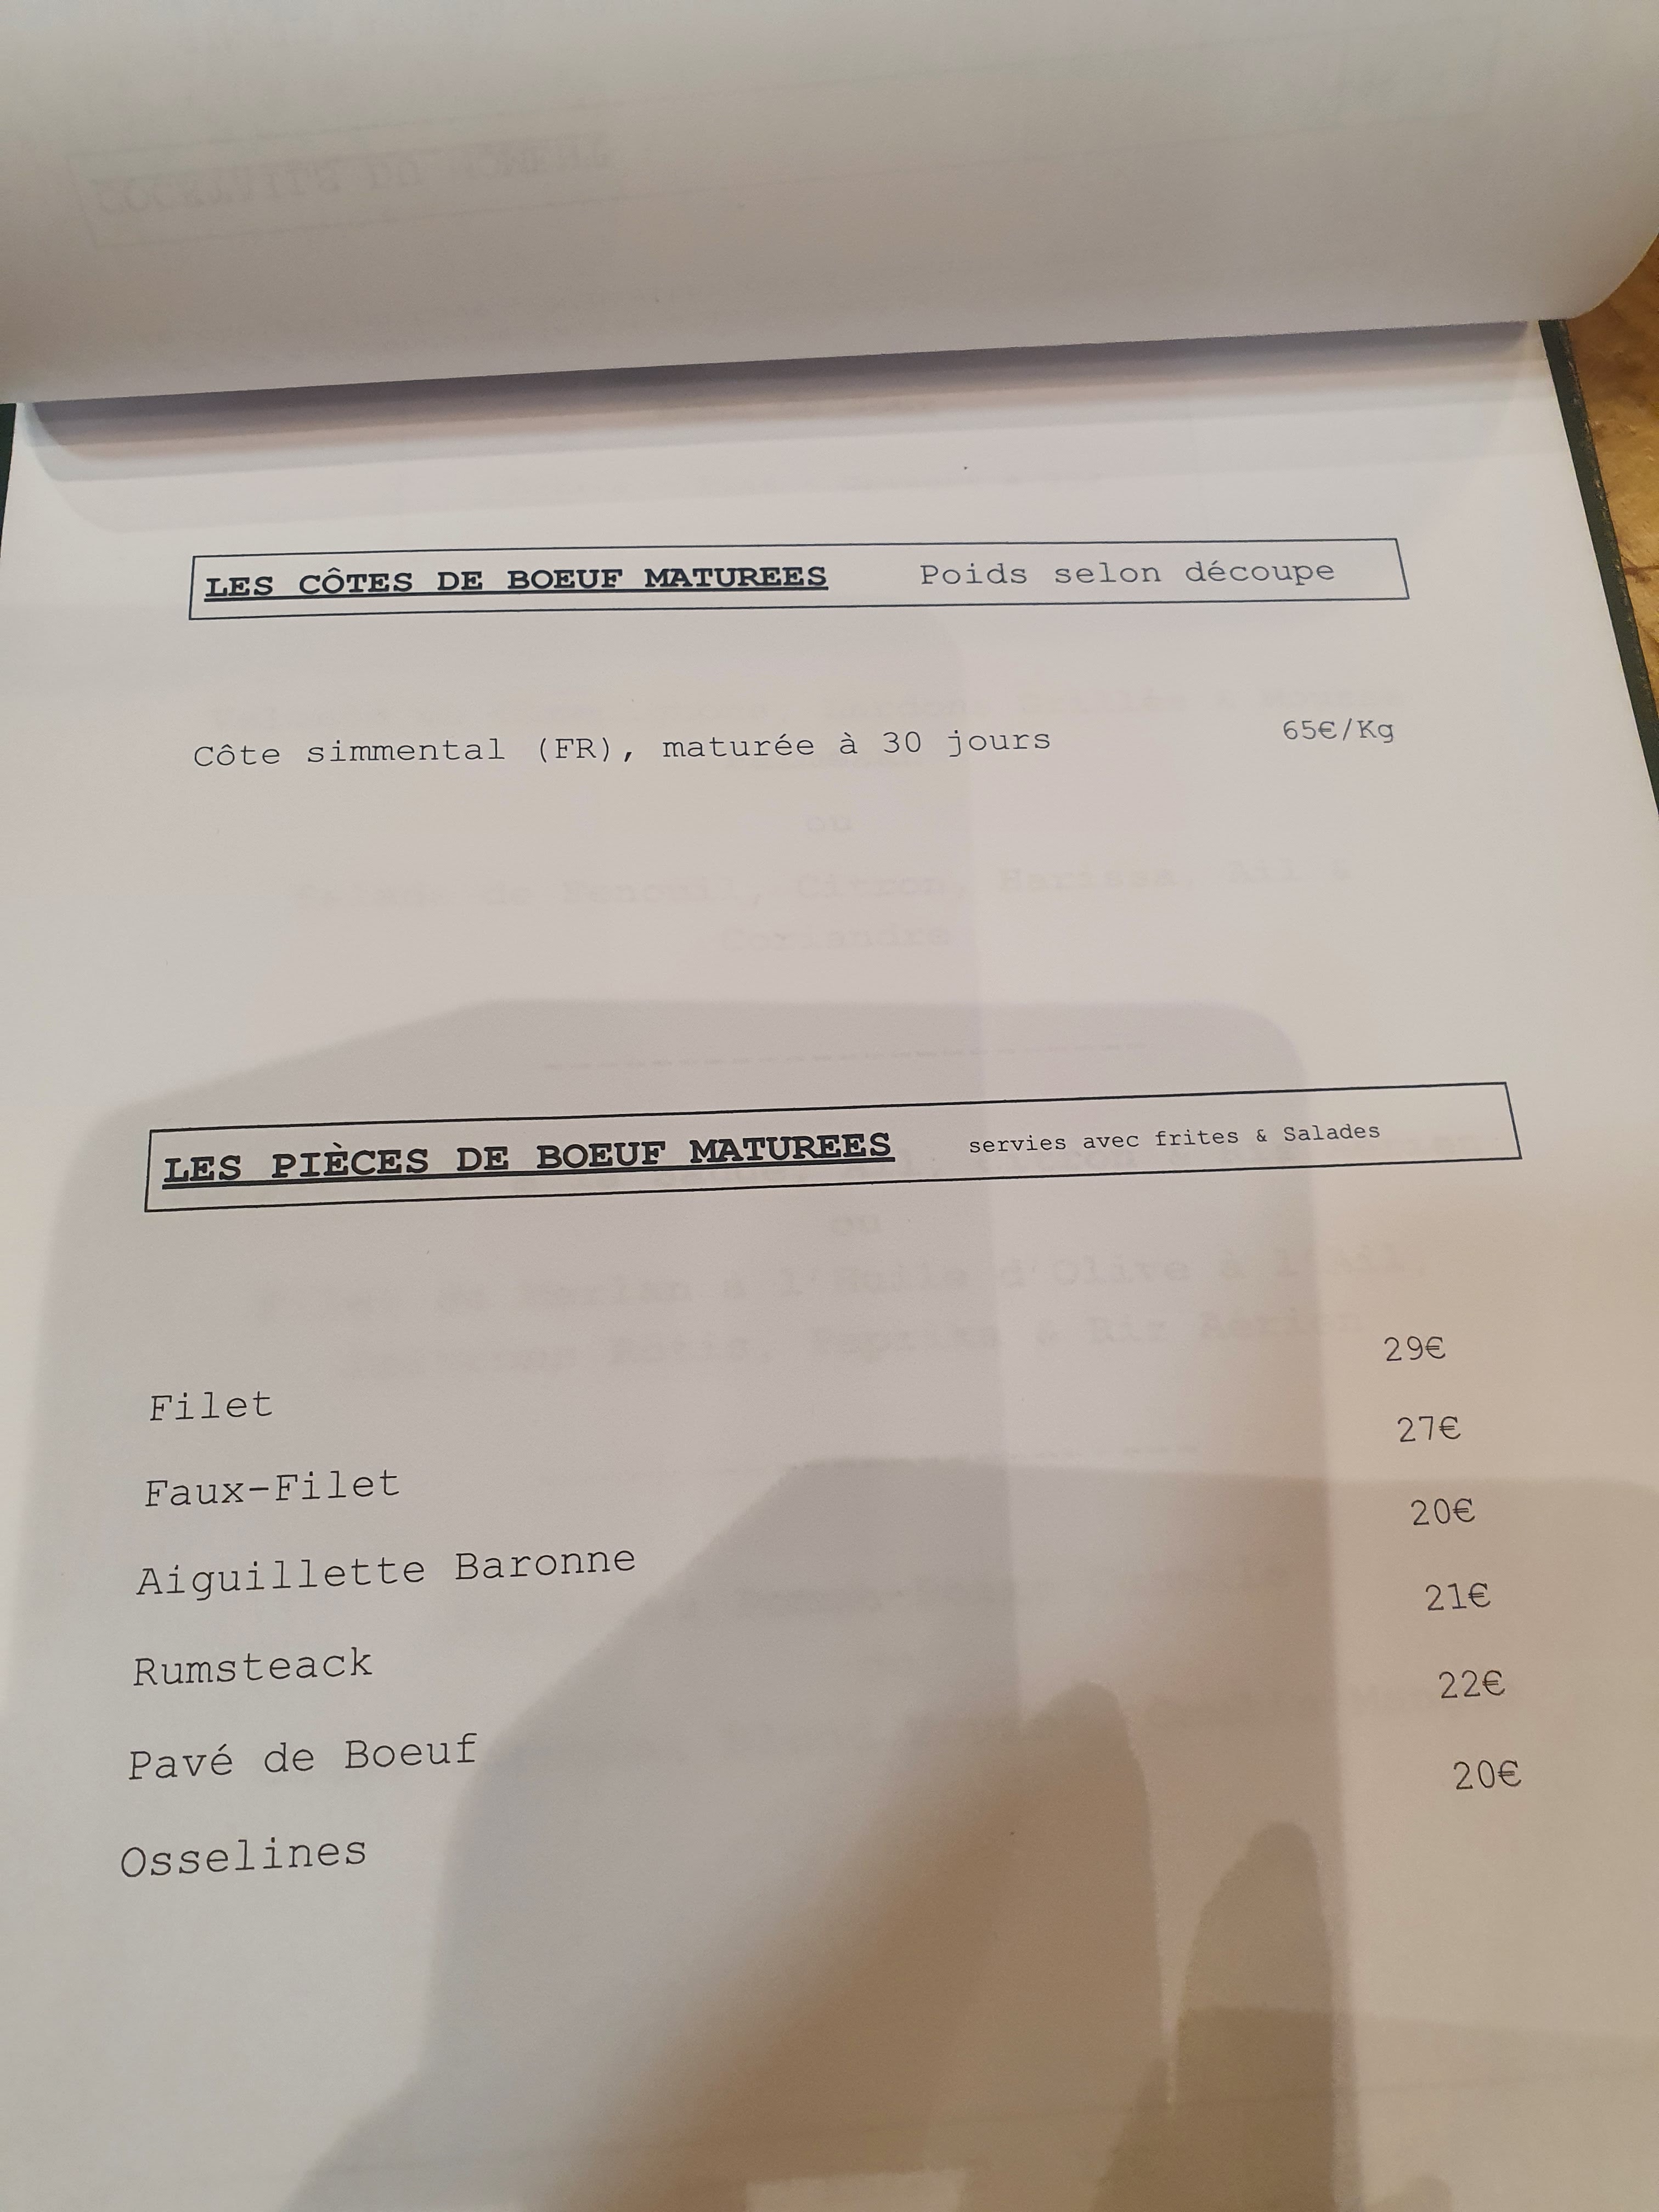 LES CÔTES DE BOEUF MATUREES Poids selon découpe
Côte simmental (FR), maturée à 30 jours 65€/Kg
LES PIÈCES DE BOEUF MATUREES servies avec frites & Salades
Filet 29€
Faux-Filet 27€
Aiguillette Baronne 20€
Rumsteack 21€
Pavé de Boeuf 22€
Osselines 20€